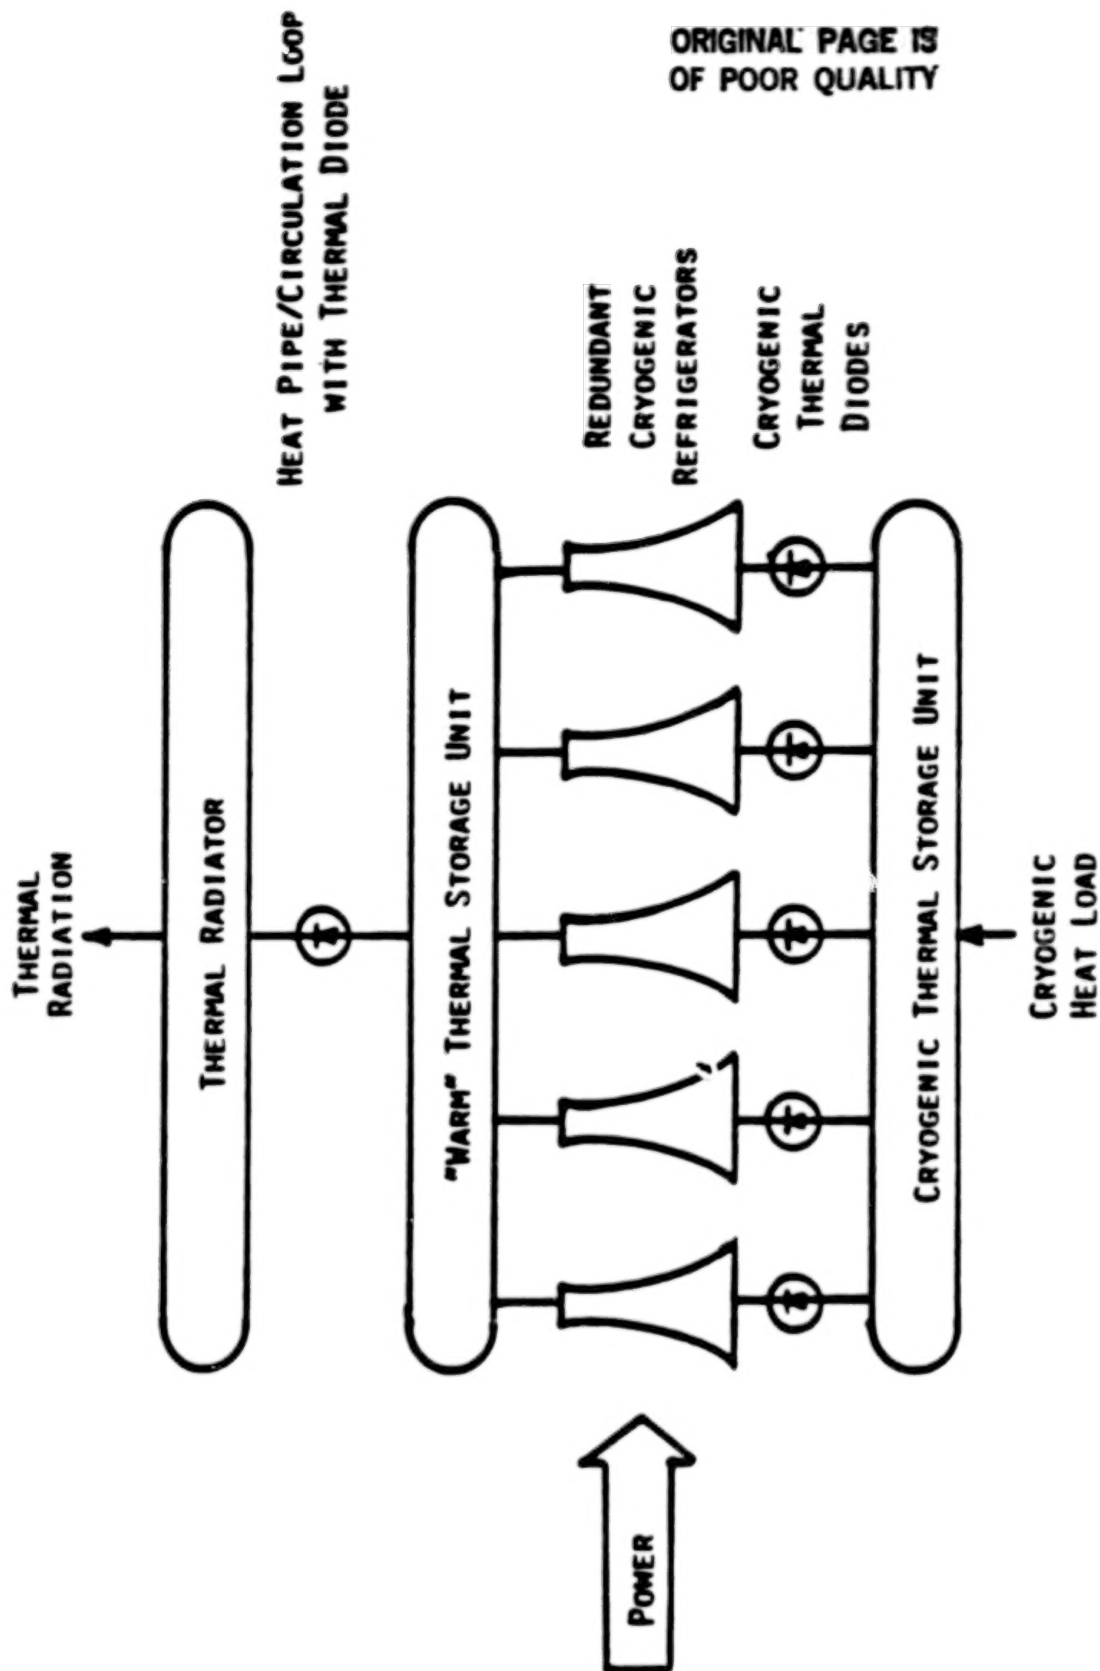 ORIGINAL PAGE IS
OF POOR QUALITY
THERMAL
RADIATION
THERMAL RADIATOR
HEAT PIPE/CIRCULATION LOOP
WITH THERMAL DIODE
"WARM" THERMAL STORAGE UNIT
POWER
REDUNDANT
CRYOGENIC
REFRIGERATORS
CRYOGENIC
THERMAL
DIODES
CRYOGENIC THERMAL STORAGE UNIT
CRYOGENIC
HEAT LOAD